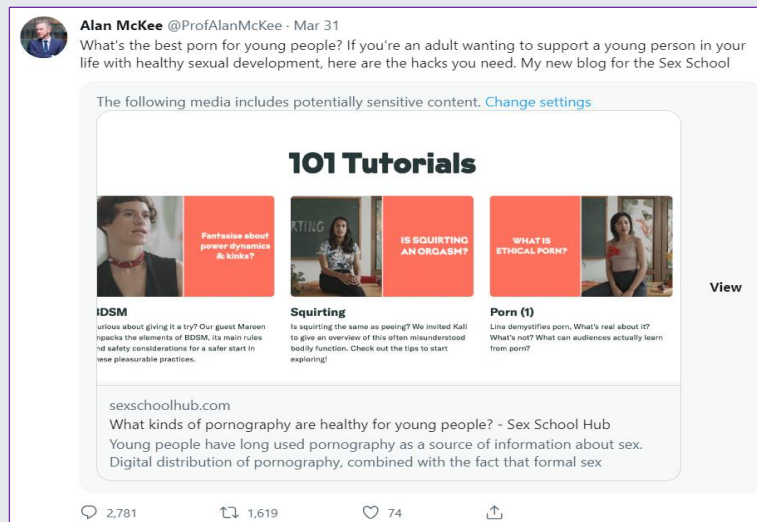 Alan McKee @ProfAlanMcKee · Mar 31
What's the best porn for young people? If you're an adult wanting to support a young person in your
life with healthy sexual development, here are the hacks you need. My new blog for the Sex School
The following media includes potentially sensitive content. Change settings
101 Tutorials
Fantasise about
power dynamics
& kinks?
RTING
IS SQUIRTING
AN ORGASM?
WHAT IS
ETHICAL PORN?
View
BDSM
urious about giving it a try? Our guest Mareen
npacks the elements of BDSM, its main rules
nd safety considerations for a safer start in
ese pleasurable practices.
Squirting
Is squirting the same as peeing? We invited Kali
to give an overview of this often misunderstood
bodily function. Check out the tips to start
exploring!
Porn (1)
Lina demystifies porn, What's real about it?
What's not? What can audiences actually learn
from porn?
sexschoolhub.com
What kinds of pornography are healthy for young people? - Sex School Hub
Young people have long used pornography as a source of information about sex.
Digital distribution of pornography, combined with the fact that formal sex
2,781
1,619
74